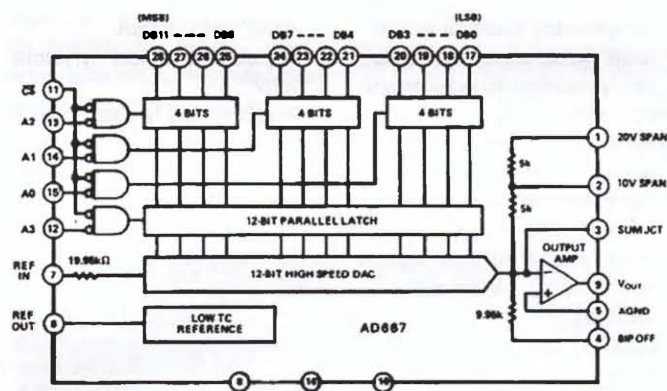 (MSB) (LSB)
DB11 DB8 DB7 DB4 DB3 DB0
28 27 26 25 24 23 22 21 20 19 18 17
11 CS
13 A2
14 A1
15 A0
12 A3
4 BITS 4 BITS 4 BITS
12-BIT PARALLEL LATCH
12-BIT HIGH SPEED DAC
REF IN 7 19.95kΩ
REF OUT 6
LOW TC REFERENCE
AD667
5k
5k
9.95k
OUTPUT AMP
1 20V SPAN
2 10V SPAN
3 SUM JCT
9 VOUT
5 AGND
4 BIP OFF
8 10 16